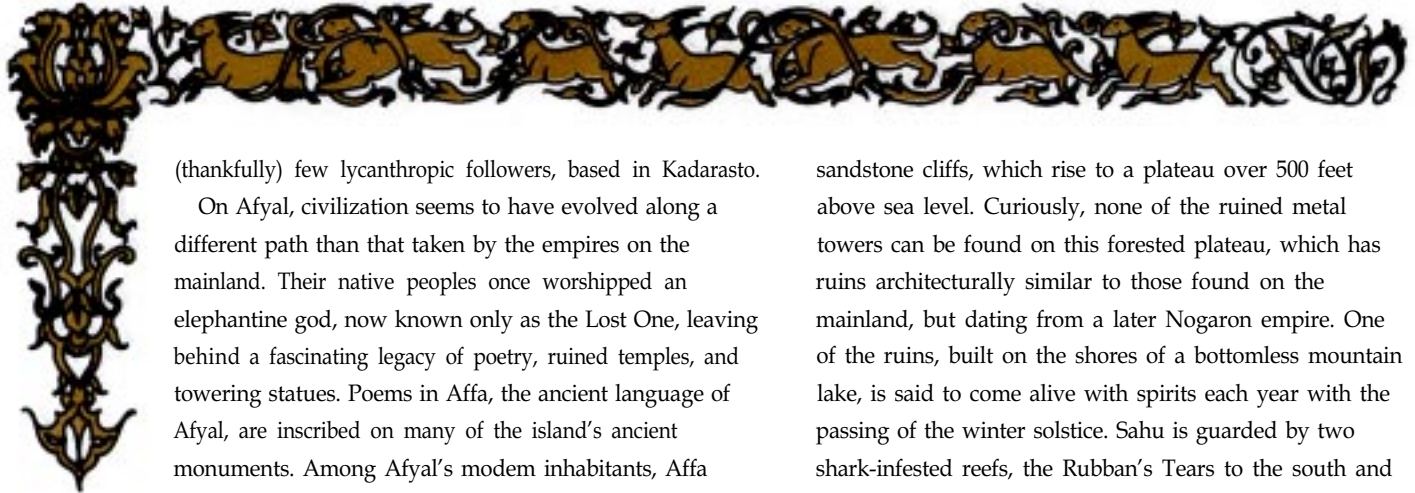 (thankfully) few lycanthropic followers, based in Kadarasto.
On Afyal, civilization seems to have evolved along a
different path than that taken by the empires on the
mainland. Their native peoples once worshipped an
elephantine god, now known only as the Lost One, leaving
behind a fascinating legacy of poetry, ruined temples, and
towering statues. Poems in Affa, the ancient language of
Afyal, are inscribed on many of the island's ancient
monuments. Among Afyal's modem inhabitants, Affa
sandstone cliffs, which rise to a plateau over 500 feet
above sea level. Curiously, none of the ruined metal
towers can be found on this forested plateau, which has
ruins architecturally similar to those found on the
mainland, but dating from a later Nogaron empire. One
of the ruins, built on the shores of a bottomless mountain
lake, is said to come alive with spirits each year with the
passing of the winter solstice. Sahu is guarded by two
shark-infested reefs, the Rubban's Tears to the south and